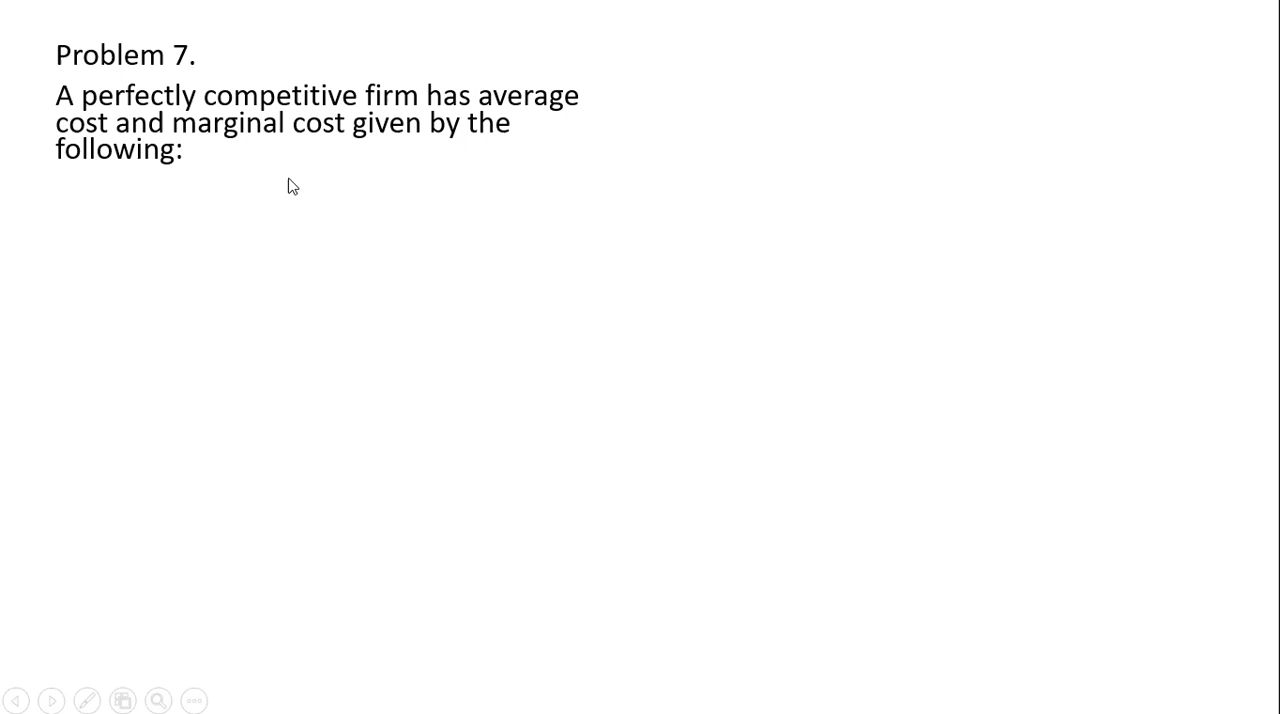 Problem 7.
A perfectly competitive firm has average
cost and marginal cost given by the
following: